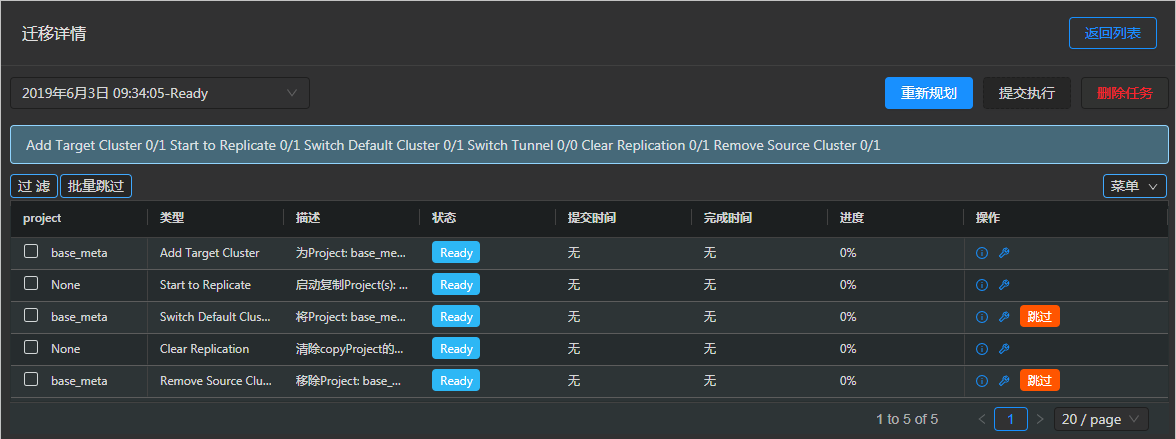 迁移详情 返回列表
2019年6月3日 09:34:05-Ready 重新规划 提交执行 删除任务
Add Target Cluster 0/1 Start to Replicate 0/1 Switch Default Cluster 0/1 Switch Tunnel 0/0 Clear Replication 0/1 Remove Source Cluster 0/1
过 滤 批量跳过 菜单
project 类型 描述 状态 提交时间 完成时间 进度 操作
base_meta Add Target Cluster 为Project: base_me... Ready 无 无 0%
None Start to Replicate 启动复制Project(s): ... Ready 无 无 0%
base_meta Switch Default Clus... 将Project: base_me... Ready 无 无 0% 跳过
None Clear Replication 清除copyProject的... Ready 无 无 0%
base_meta Remove Source Clu... 移除Project: base_... Ready 无 无 0% 跳过
1 to 5 of 5 < 1 > 20 / page